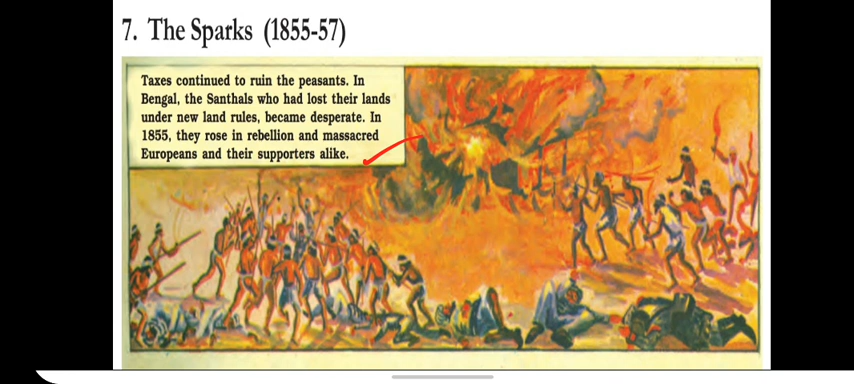 7. The Sparks (1855-57)
Taxes continued to ruin the peasants. In
Bengal, the Santhals who had lost their lands
under new land rules, became desperate. In
1855, they rose in rebellion and massacred
Europeans and their supporters alike.